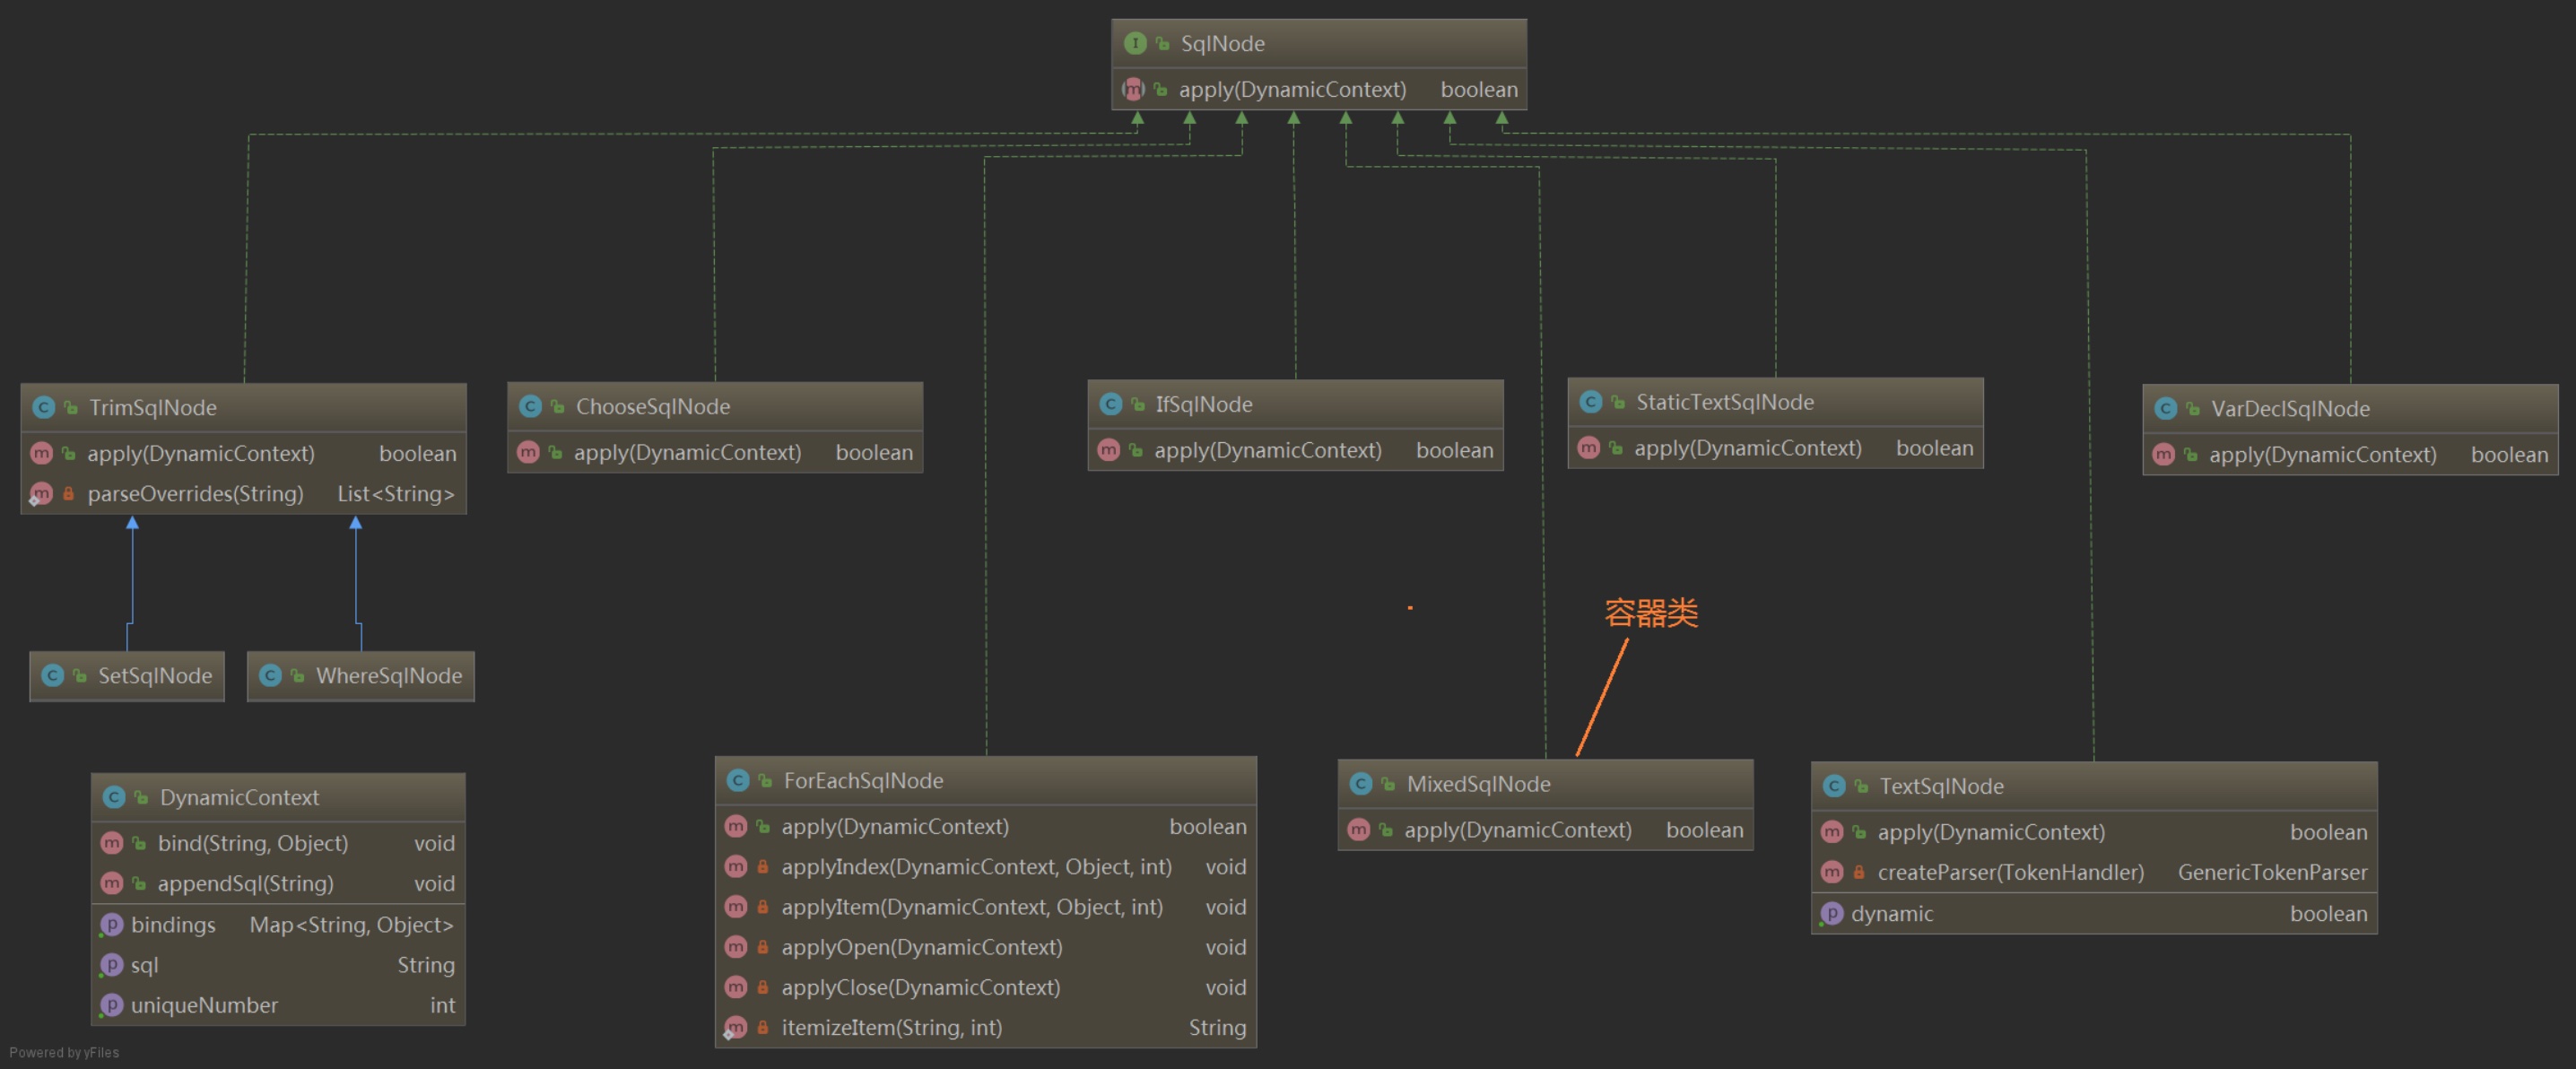 SqlNode
apply(DynamicContext) boolean
TrimSqlNode
apply(DynamicContext) boolean
parseOverrides(String) List<String>
ChooseSqlNode
apply(DynamicContext) boolean
IfSqlNode
apply(DynamicContext) boolean
StaticTextSqlNode
apply(DynamicContext) boolean
VarDeclSqlNode
apply(DynamicContext) boolean
容器类
SetSqlNode
WhereSqlNode
DynamicContext
bind(String, Object) void
appendSql(String) void
bindings Map<String, Object>
sql String
uniqueNumber int
ForEachSqlNode
apply(DynamicContext) boolean
applyIndex(DynamicContext, Object, int) void
applyItem(DynamicContext, Object, int) void
applyOpen(DynamicContext) void
applyClose(DynamicContext) void
itemizeItem(String, int) String
MixedSqlNode
apply(DynamicContext) boolean
TextSqlNode
apply(DynamicContext) boolean
createParser(TokenHandler) GenericTokenParser
dynamic boolean
Powered by yFiles